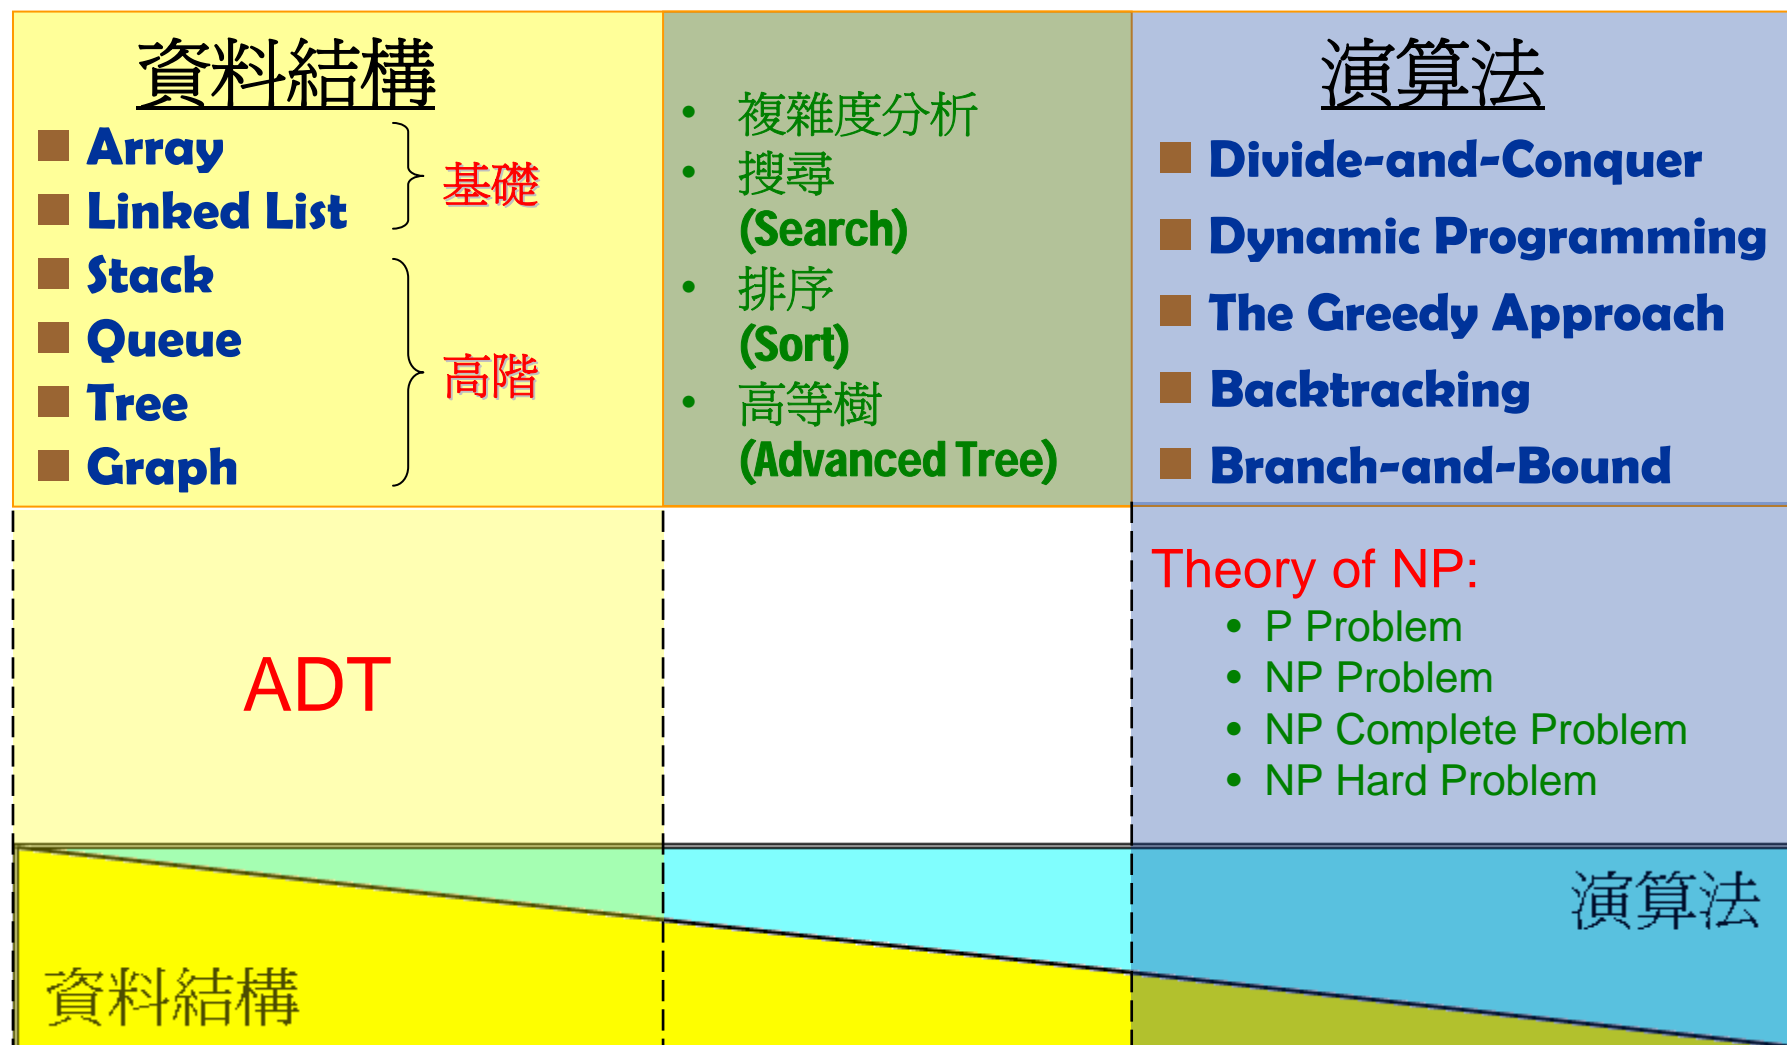 資料結構
Array
Linked List
基礎
Stack
Queue
Tree
Graph
高階
• 複雜度分析
• 搜尋
(Search)
• 排序
(Sort)
• 高等樹
(Advanced Tree)
演算法
Divide-and-Conquer
Dynamic Programming
The Greedy Approach
Backtracking
Branch-and-Bound
ADT
Theory of NP:
• P Problem
• NP Problem
• NP Complete Problem
• NP Hard Problem
演算法
資料結構